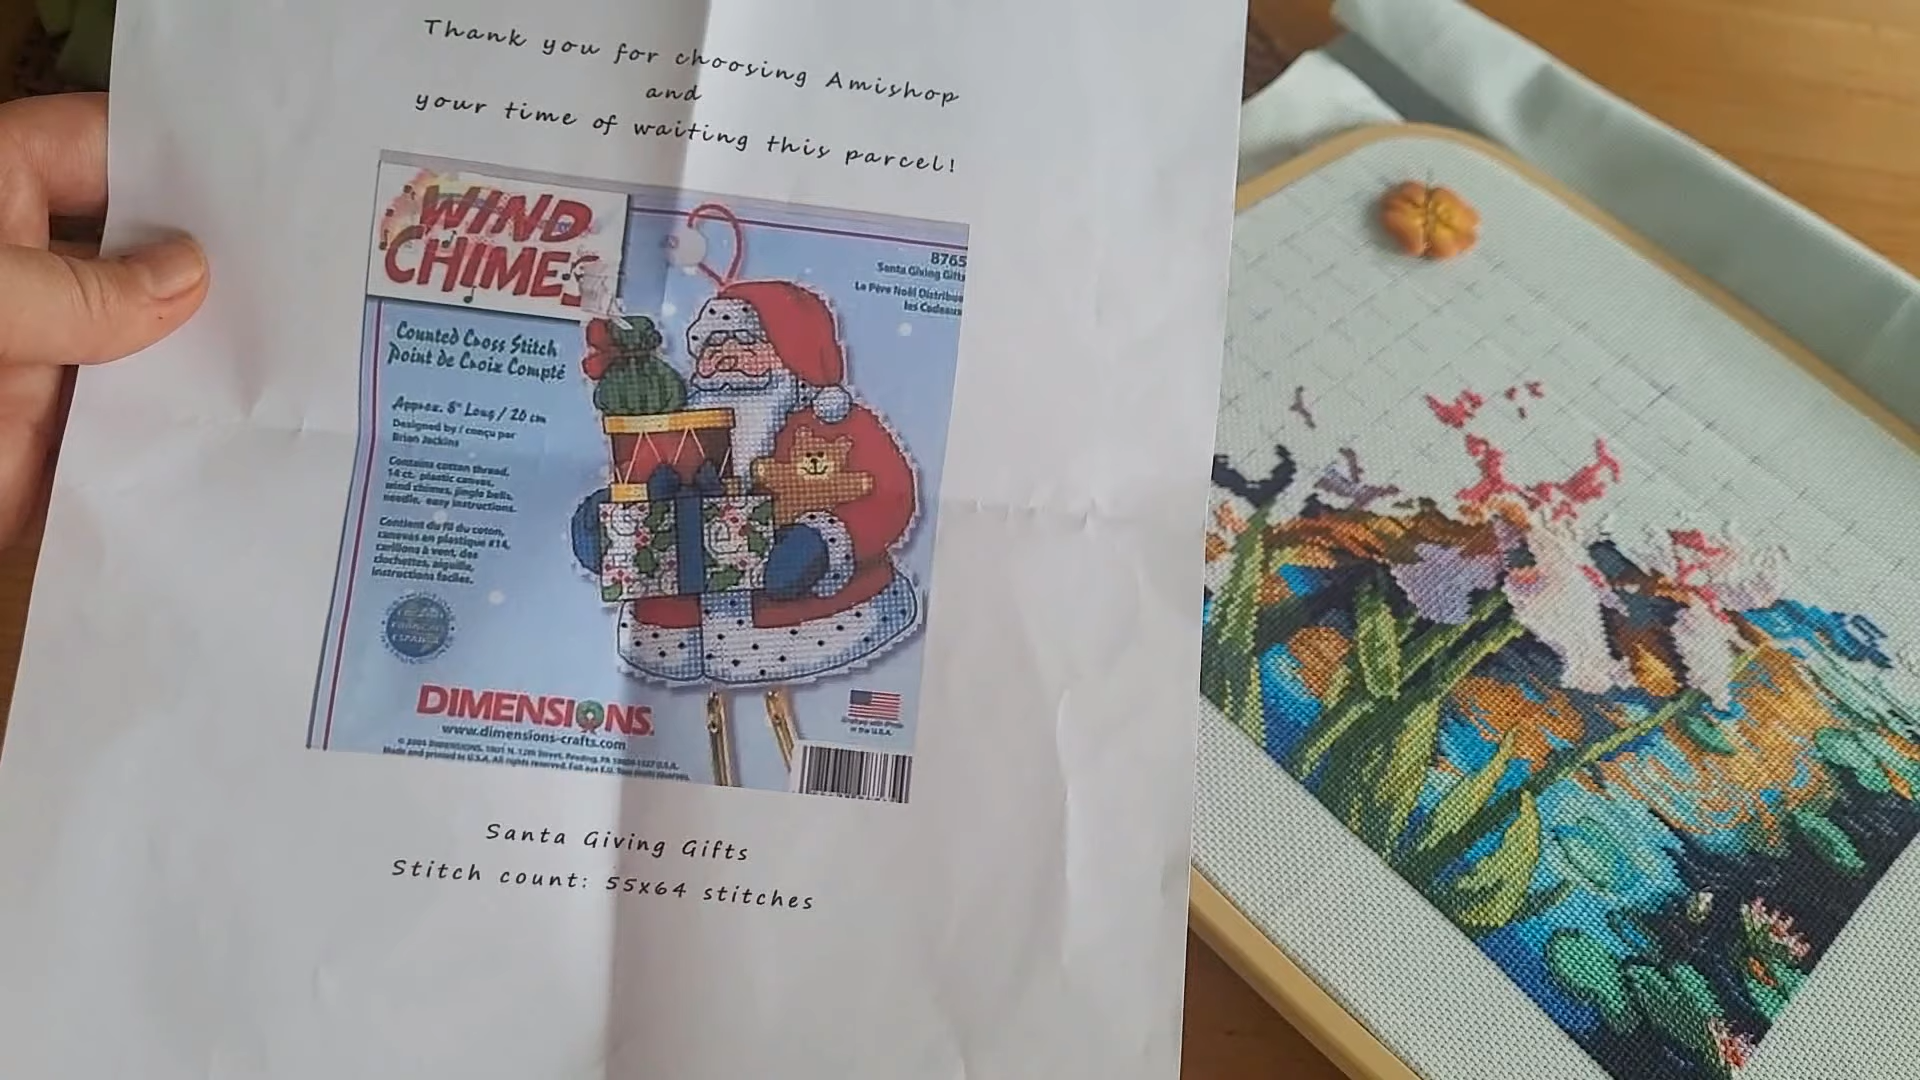 Thank you for choosing Amishop
and
your time of waiting this parcel!
WIND
CHIMES
8765
Santa Giving Gifts
Le Père Noël Distribue
les Cadeaux
Counted Cross Stitch
Point de Croix Compté
Approx. 8" Long / 20 cm
Designed by / conçu par
Brian Jackins
Contains cotton thread,
14 ct. plastic canvas,
wind chimes, jingle bells,
needle, easy instructions.
Contient du fil du coton,
canevas en plastique #14,
carillons à vent, des
clochettes, aiguille,
instructions faciles.
FRANÇAIS
ESPAÑOL
DIMENSIONS
www.dimensions-crafts.com
Santa Giving Gifts
Stitch count: 55x64 stitches